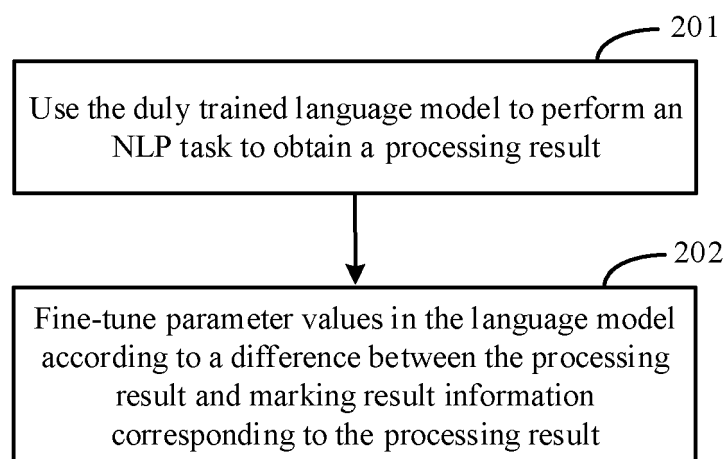 201
Use the duly trained language model to perform an
NLP task to obtain a processing result
202
Fine-tune parameter values in the language model
according to a difference between the processing
result and marking result information
corresponding to the processing result